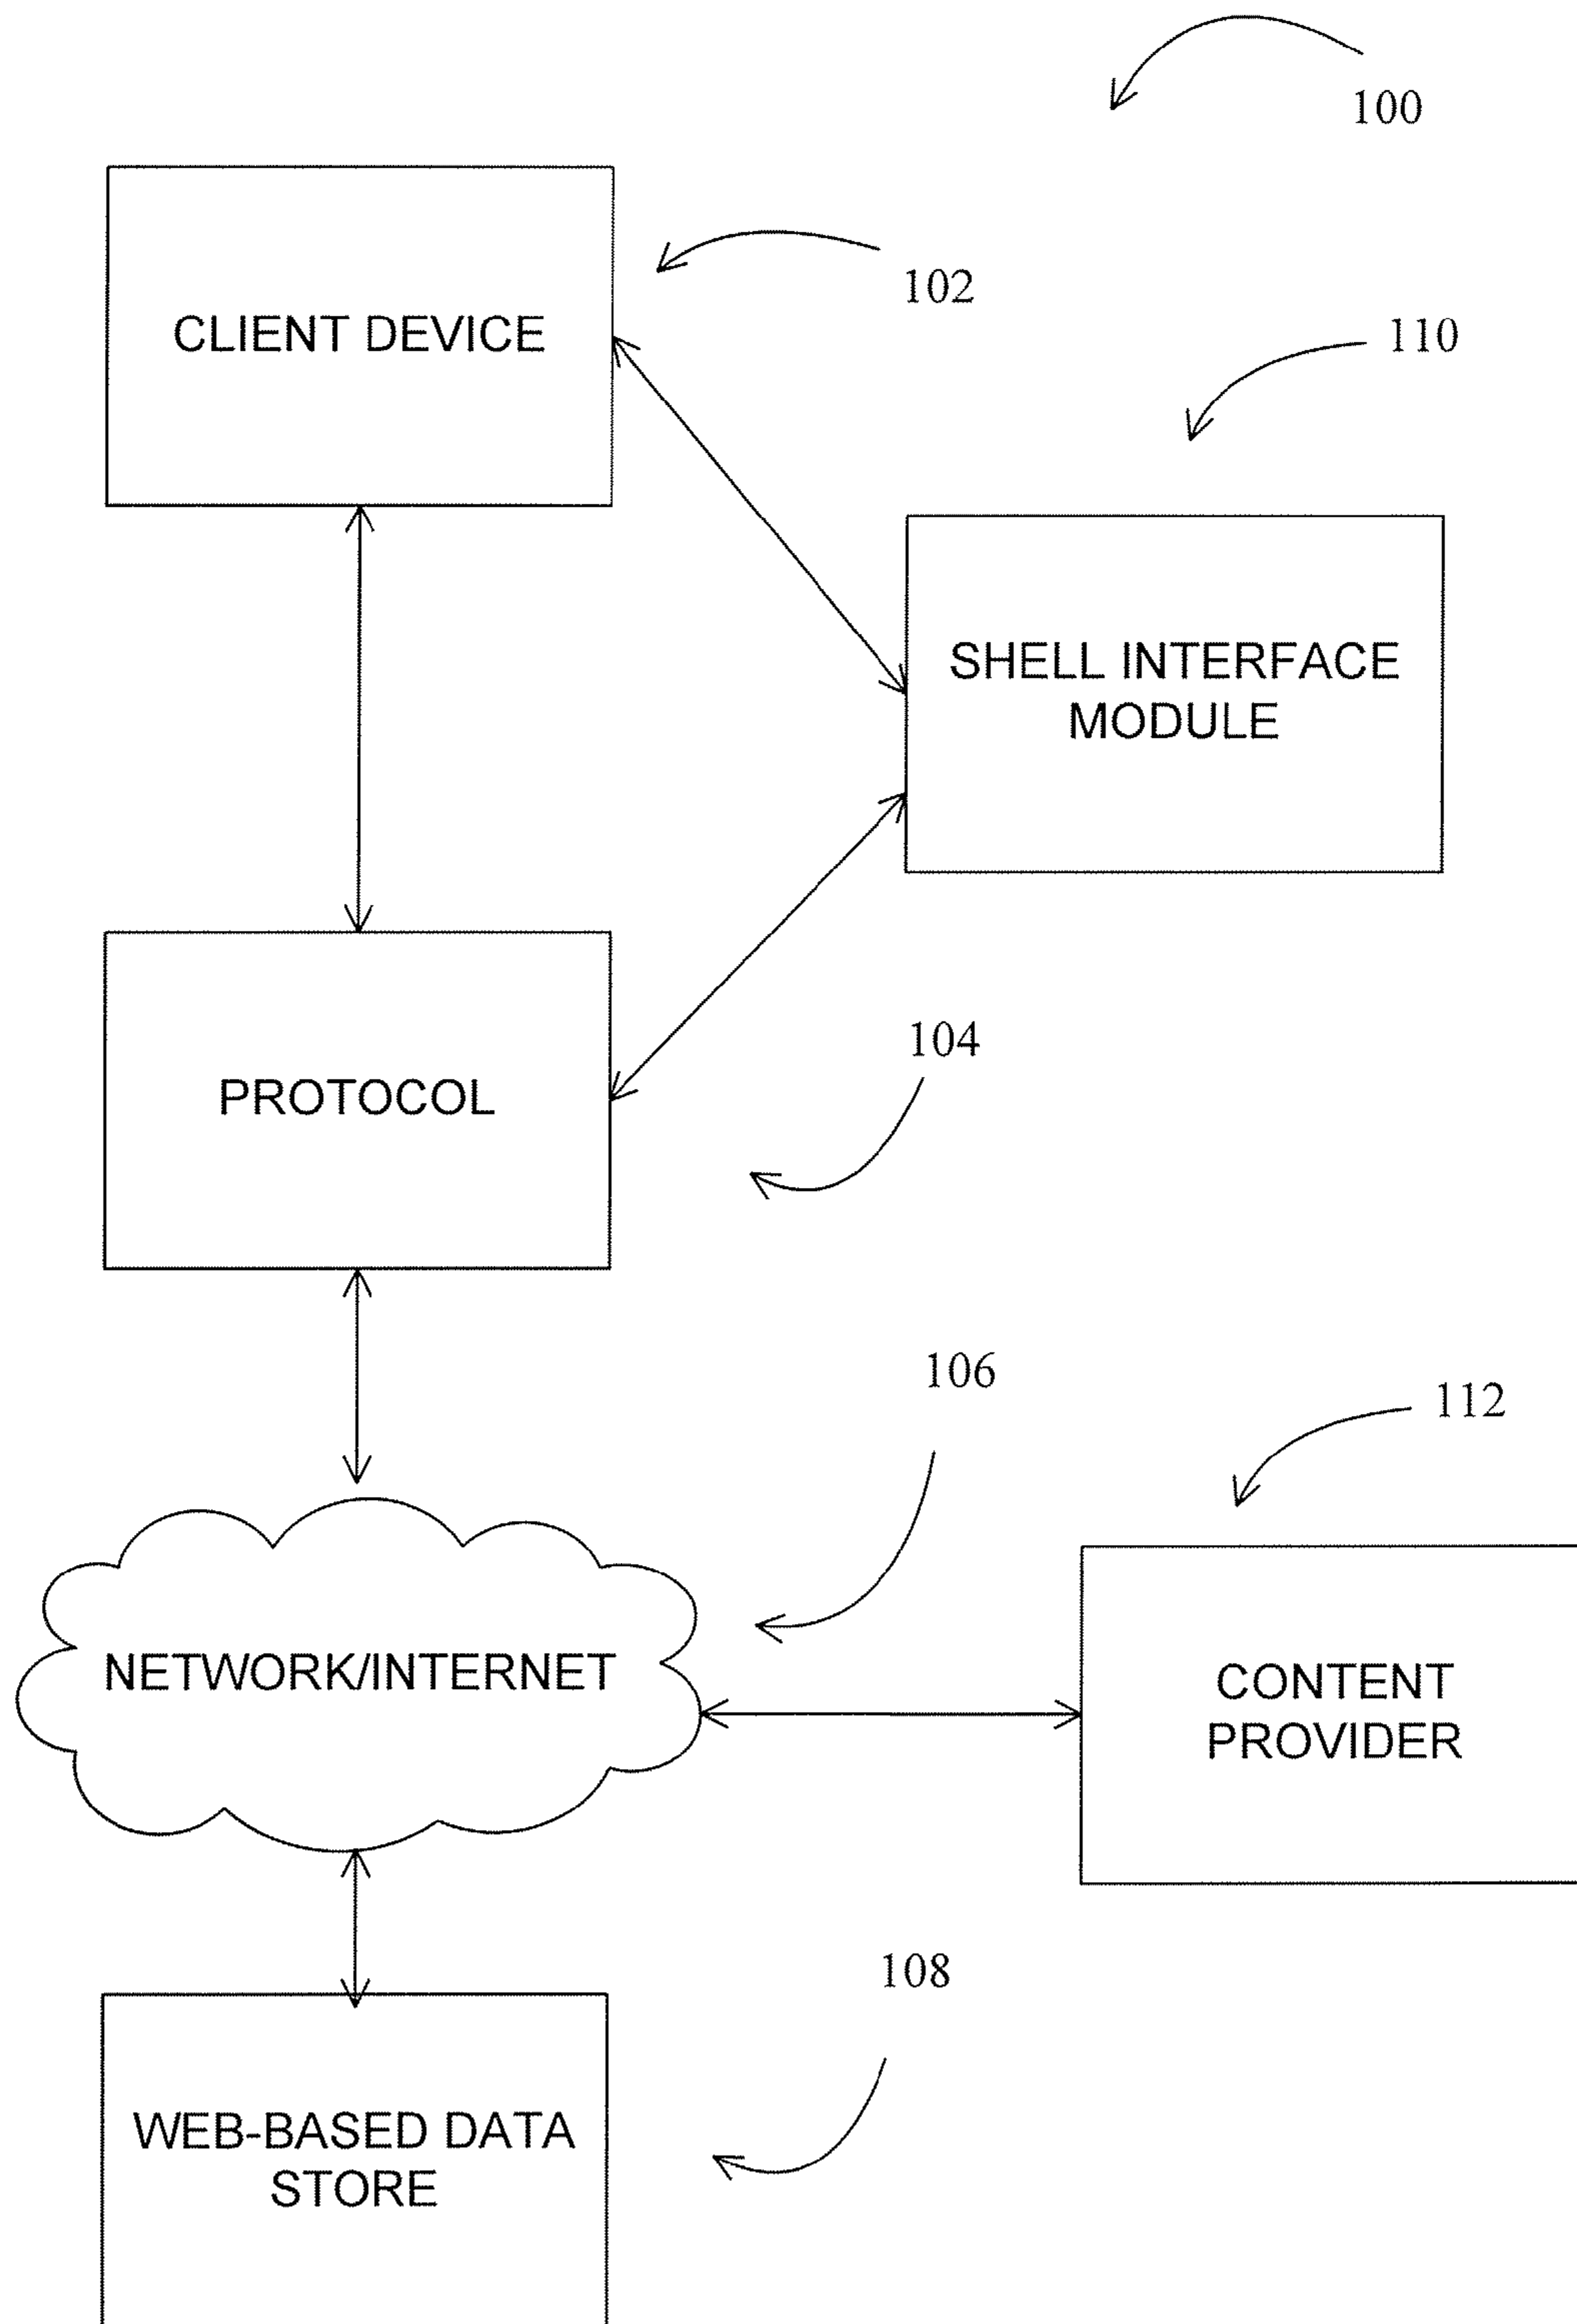 100
102
CLIENT DEVICE
110
SHELL INTERFACE
MODULE
104
PROTOCOL
106
112
NETWORK/INTERNET
CONTENT
PROVIDER
108
WEB-BASED DATA
STORE